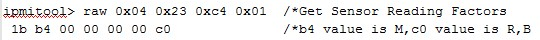 ipmitool> raw 0x04 0x23 0xc4 0x01  /*Get Sensor Reading Factors
1b b4 00 00 00 00 c0  /*b4 value is M,c0 value is R,B